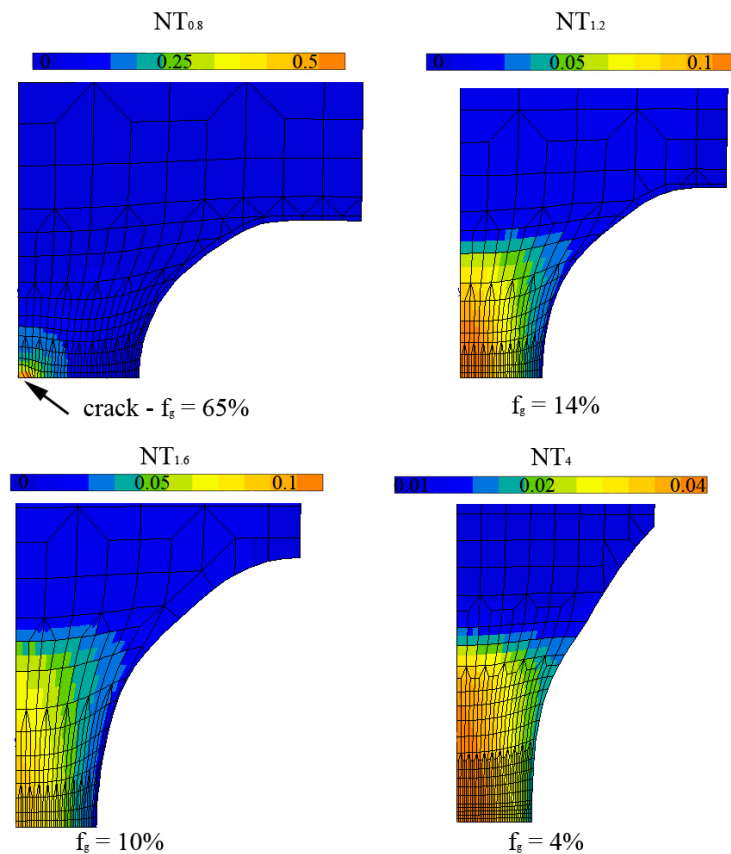 NT0.8
NT1.2
0 0.25 0.5
0 0.05 0.1
crack - fg = 65%
fg = 14%
NT1.6
NT4
0 0.05 0.1
0.01 0.02 0.04
fg = 10%
fg = 4%